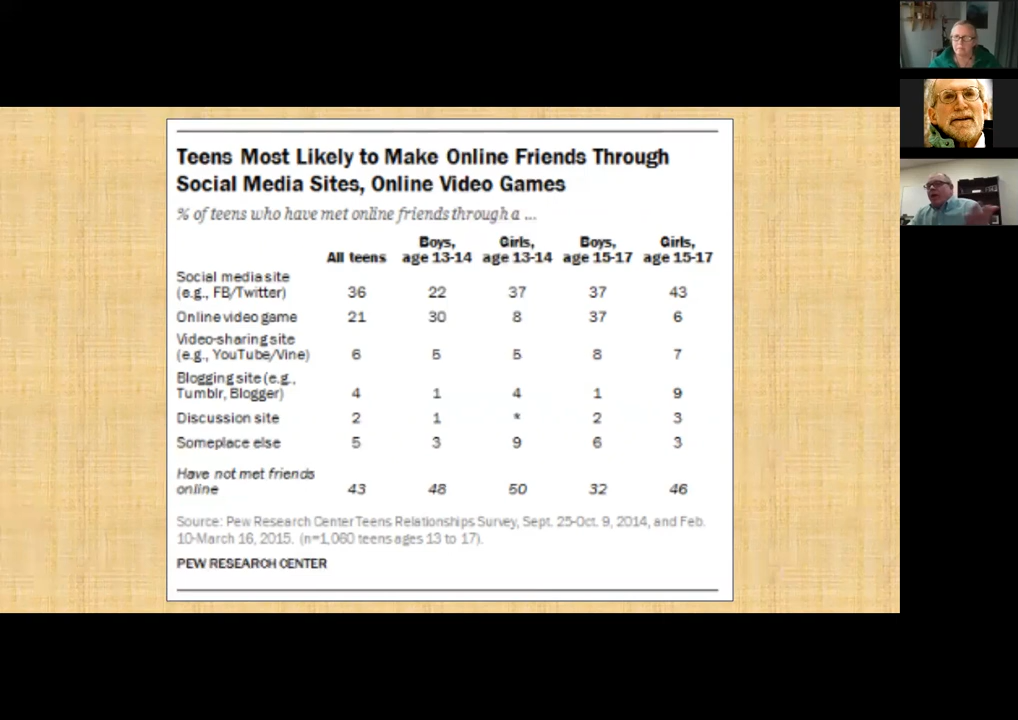 Teens Most Likely to Make Online Friends Through
Social Media Sites, Online Video Games
% of teens who have met online friends through a ...
Boys, Girls, Boys, Girls,
All teens age 13-14 age 13-14 age 15-17 age 15-17
Social media site
(e.g., FB/Twitter) 36 22 37 37 43
Online video game 21 30 8 37 6
Video-sharing site
(e.g., YouTube/Vine) 6 5 5 8 7
Blogging site (e.g.,
Tumblr, Blogger) 4 1 4 1 9
Discussion site 2 1 * 2 3
Someplace else 5 3 9 6 3
Have not met friends
online 43 48 50 32 46
Source: Pew Research Center Teens Relationships Survey, Sept. 25-Oct. 9, 2014, and Feb.
10-March 16, 2015. (n=1,060 teens ages 13 to 17).
PEW RESEARCH CENTER